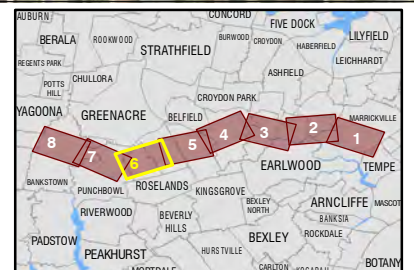 AUBURN
CONCORD
FIVE DOCK
BERALA
ROOKWOOD
BURWOOD
CROYDON
LILYFIELD
HABERFIELD
STRATHFIELD
REGENTS PARK
LEICHHARDT
CHULLORA
ASHFIELD
POTTS
HILL
CROYDON PARK
YAGOONA
GREENACRE
BELFIELD
MARRICKVILLE
8
7
6
5
4
3
2
1
BANKSTOWN
PUNCHBOWL
ROSELANDS
KINGSGROVE
EARLWOOD
TEMPE
RIVERWOOD
BEVERLY
HILLS
BEXLEY
NORTH
ARNCLIFFE
MASCOT
BANKSIA
ROCKDALE
PADSTOW
PEAKHURST
HURSTVILLE
BEXLEY
BOTANY
MORTDALE
CARLTON
KOGARAH